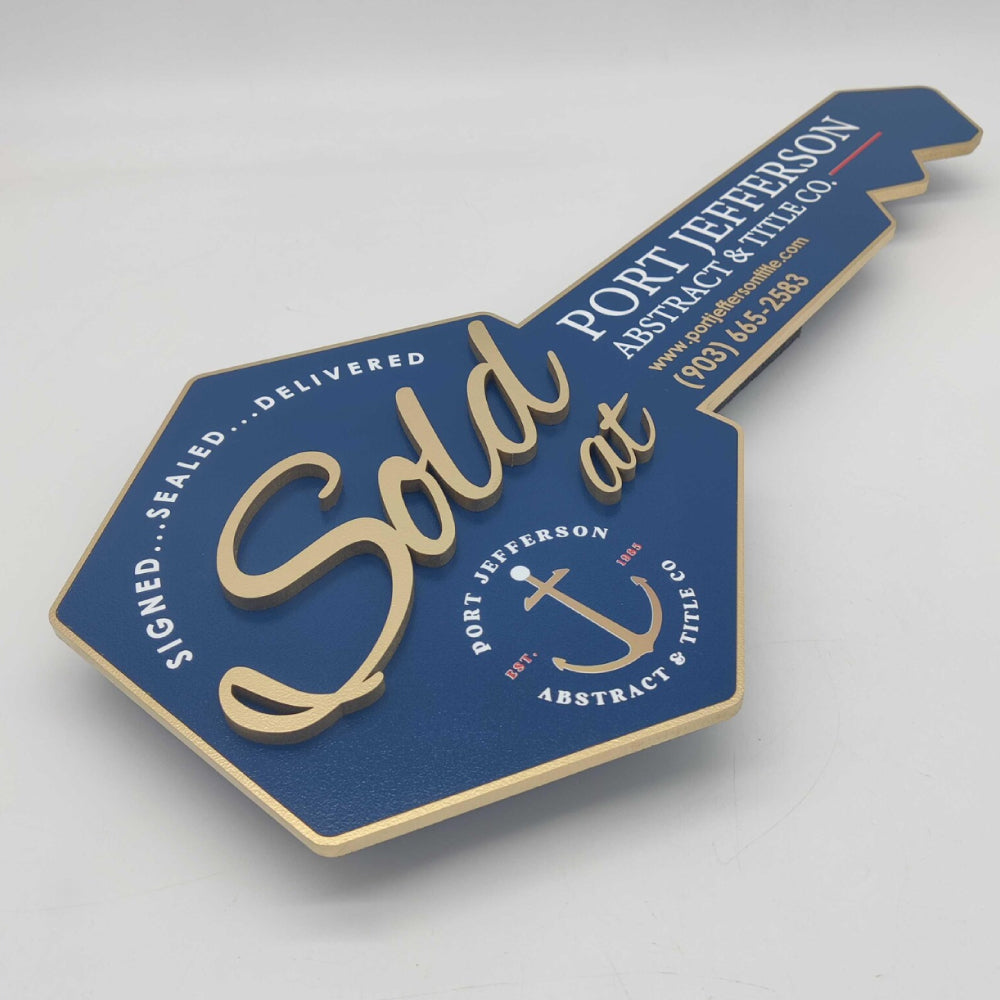 SIGNED...SEALED...DELIVERED
Sold
at
PORT JEFFERSON
ABSTRACT & TITLE CO.
www.portjeffersontitle.com
(903) 665-2583
PORT JEFFERSON
EST. 1985
ABSTRACT & TITLE CO